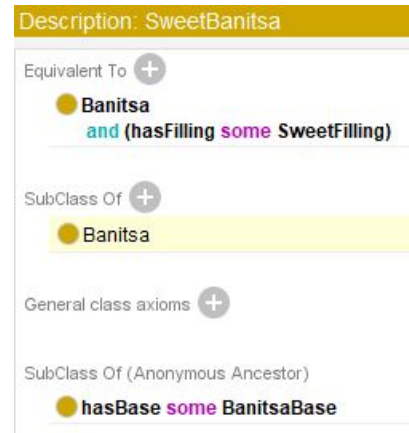 Description: SweetBanitsa
Equivalent To
Banitsa
and (hasFilling some SweetFilling)
SubClass Of
Banitsa
General class axioms
SubClass Of (Anonymous Ancestor)
hasBase some BanitsaBase